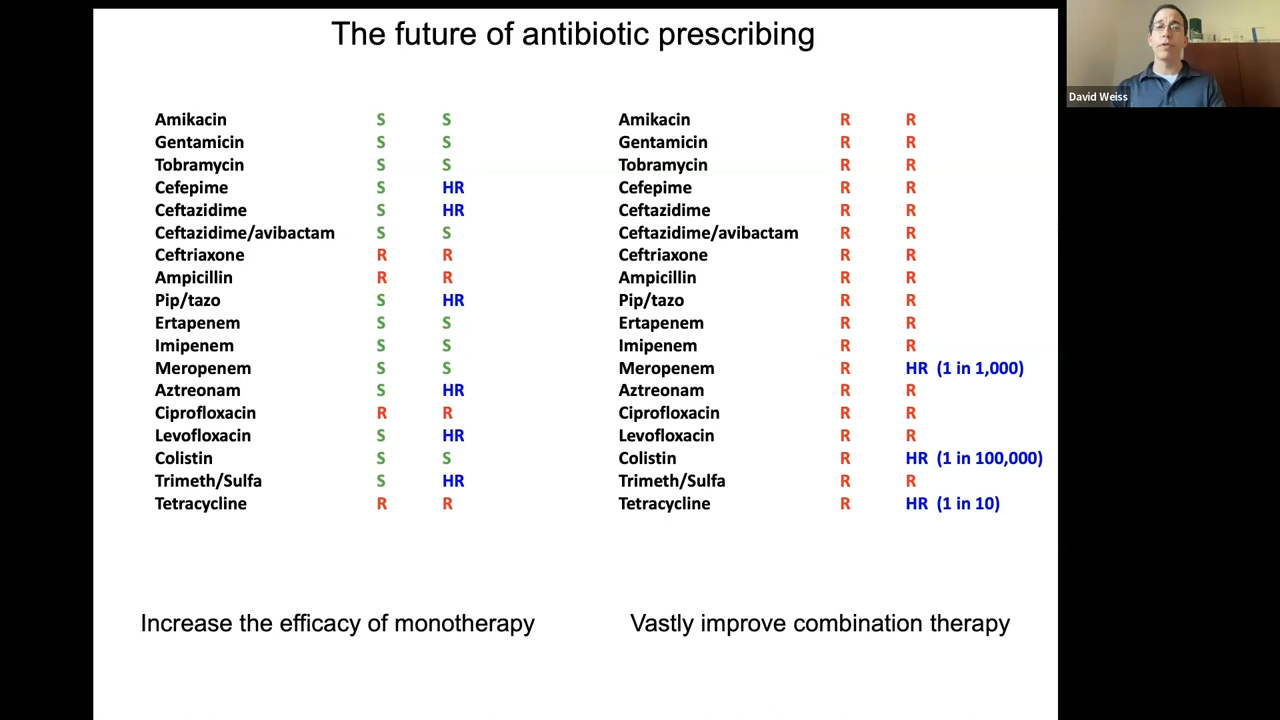 The future of antibiotic prescribing
David Weiss
Amikacin S S
Gentamicin S S
Tobramycin S S
Cefepime S HR
Ceftazidime S HR
Ceftazidime/avibactam S S
Ceftriaxone R R
Ampicillin R R
Pip/tazo S HR
Ertapenem S S
Imipenem S S
Meropenem S S
Aztreonam S HR
Ciprofloxacin R R
Levofloxacin S HR
Colistin S S
Trimeth/Sulfa S HR
Tetracycline R R
Increase the efficacy of monotherapy
Amikacin R R
Gentamicin R R
Tobramycin R R
Cefepime R R
Ceftazidime R R
Ceftazidime/avibactam R R
Ceftriaxone R R
Ampicillin R R
Pip/tazo R R
Ertapenem R R
Imipenem R R
Meropenem R HR (1 in 1,000)
Aztreonam R R
Ciprofloxacin R R
Levofloxacin R R
Colistin R HR (1 in 100,000)
Trimeth/Sulfa R R
Tetracycline R HR (1 in 10)
Vastly improve combination therapy